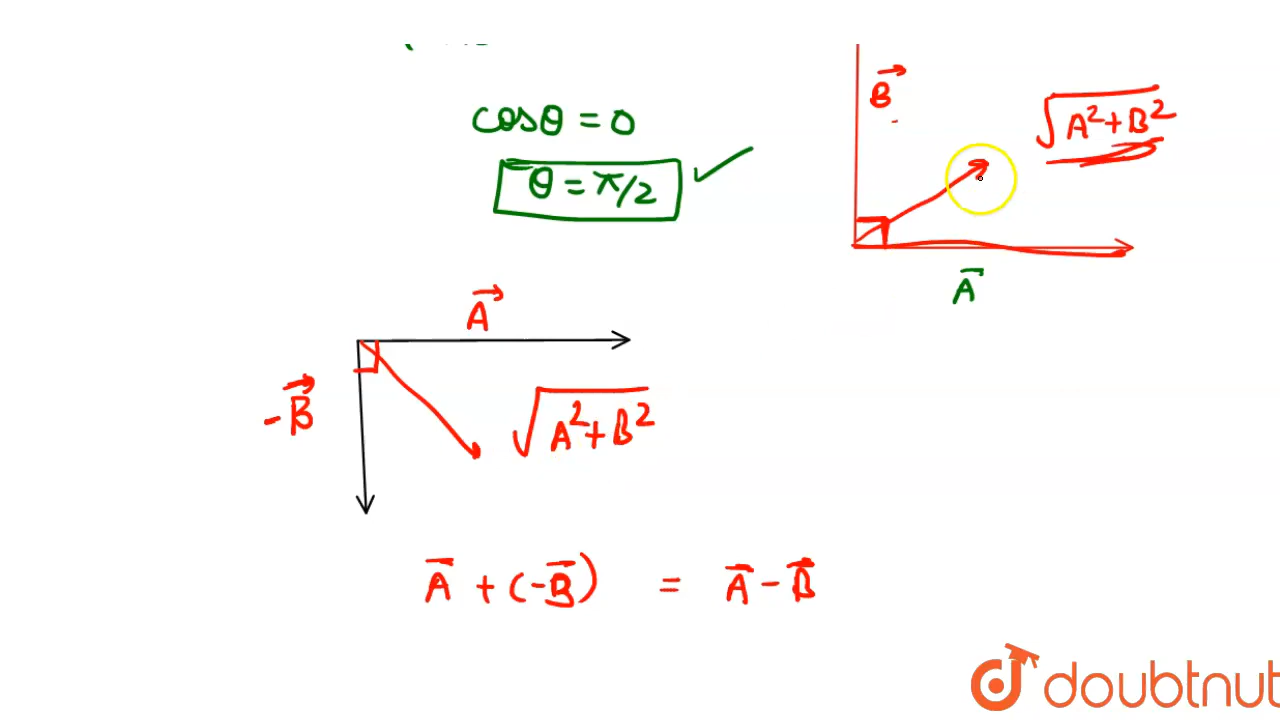 cosθ = 0
θ = π/2
B⃗
√(A² + B²)
A⃗
A⃗
-B⃗
√(A² + B²)
A⃗ + (-B⃗) = A⃗ - B⃗
doubtnut